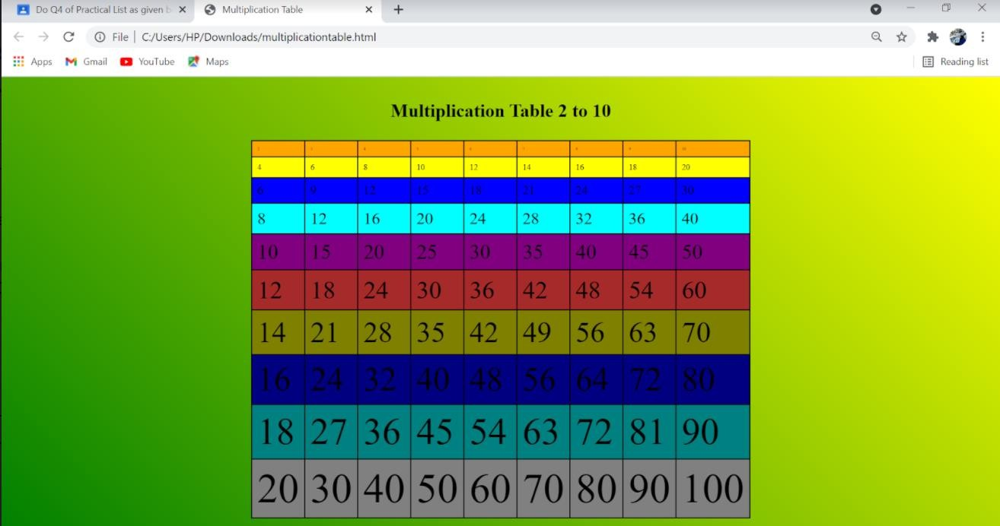 Do Q4 of Practical List as given b
Multiplication Table
File
C:/Users/HP/Downloads/multiplicationtable.html
Apps Gmail YouTube Maps Reading list
Multiplication Table 2 to 10
2 3 4 5 6 7 8 9 10
4 6 8 10 12 14 16 18 20
6 9 12 15 18 21 24 27 30
8 12 16 20 24 28 32 36 40
10 15 20 25 30 35 40 45 50
12 18 24 30 36 42 48 54 60
14 21 28 35 42 49 56 63 70
16 24 32 40 48 56 64 72 80
18 27 36 45 54 63 72 81 90
20 30 40 50 60 70 80 90 100